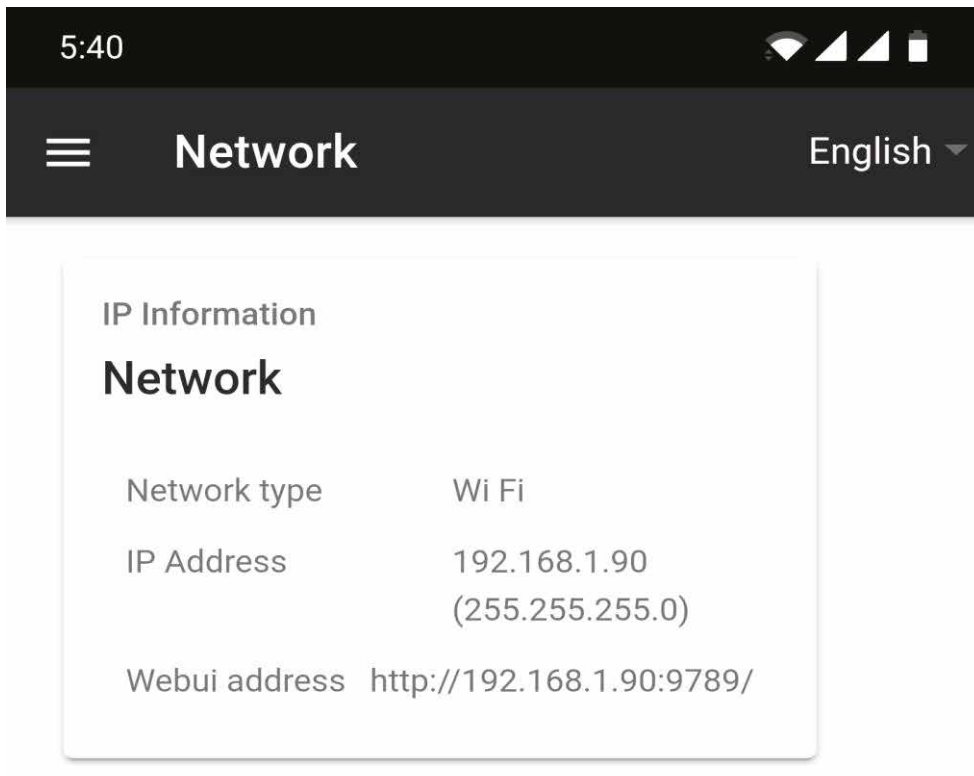 5:40
Network English
IP Information
Network
Network type Wi Fi
IP Address 192.168.1.90
(255.255.255.0)
Webui address http://192.168.1.90:9789/